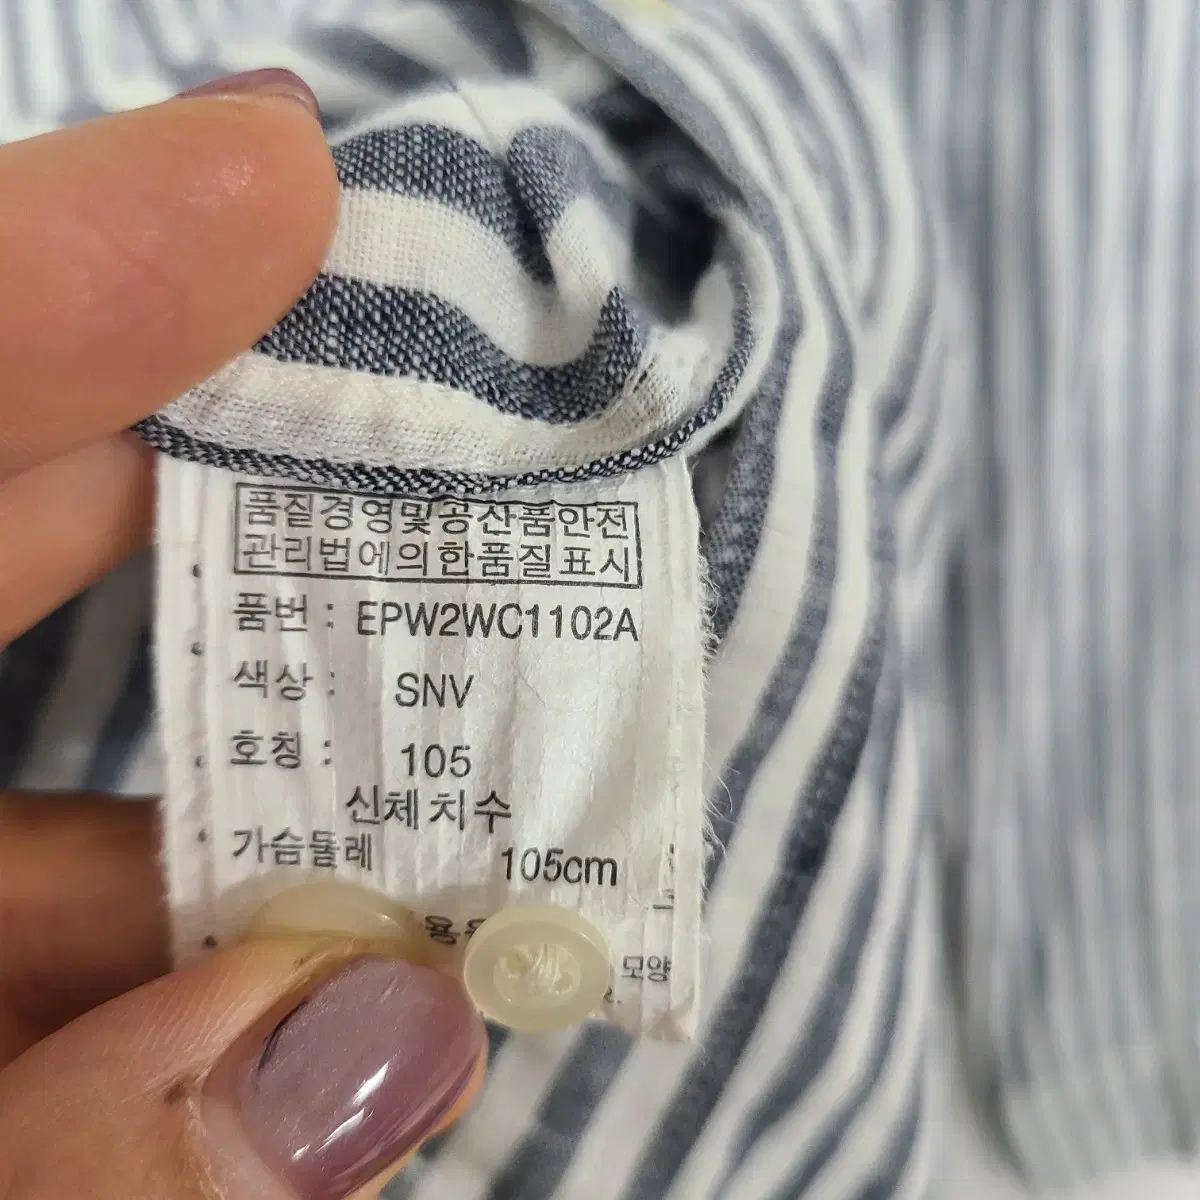 품질경영및공산품안전
관리법에의한품질표시
품번 : EPW2WC1102A
색상 : SNV
호칭 : 105
신체치수
가슴둘레 105cm
모양